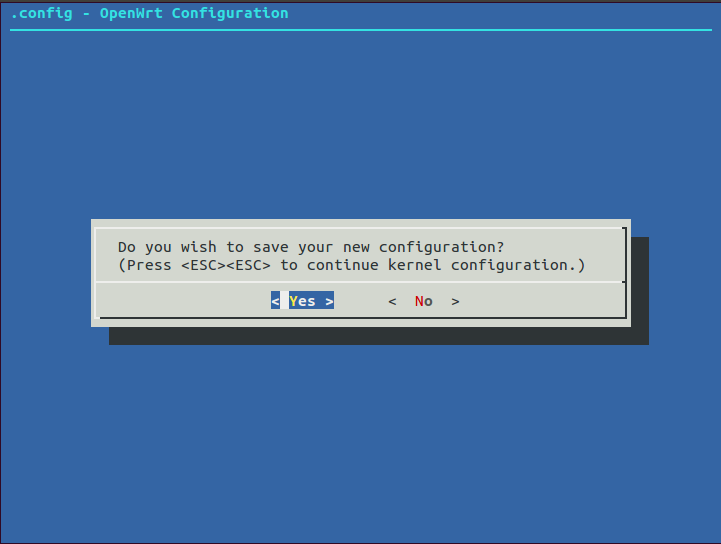 .config - OpenWrt Configuration
Do you wish to save your new configuration?
(Press <ESC><ESC> to continue kernel configuration.)
< Yes > < No >